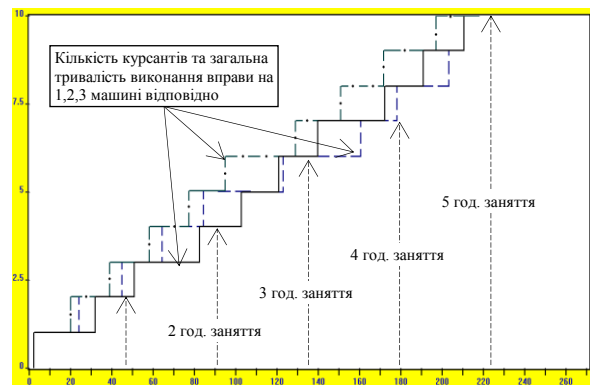 10.
Кількість курсантів та загальна
тривалість виконання вправи на
1,2,3 машині відповідно
7.5
5
5 год. заняття
4 год. заняття
3 год. заняття
2.5
2 год. заняття
0
0 20 40 60 80 100 120 140 160 180 200 220 240 260